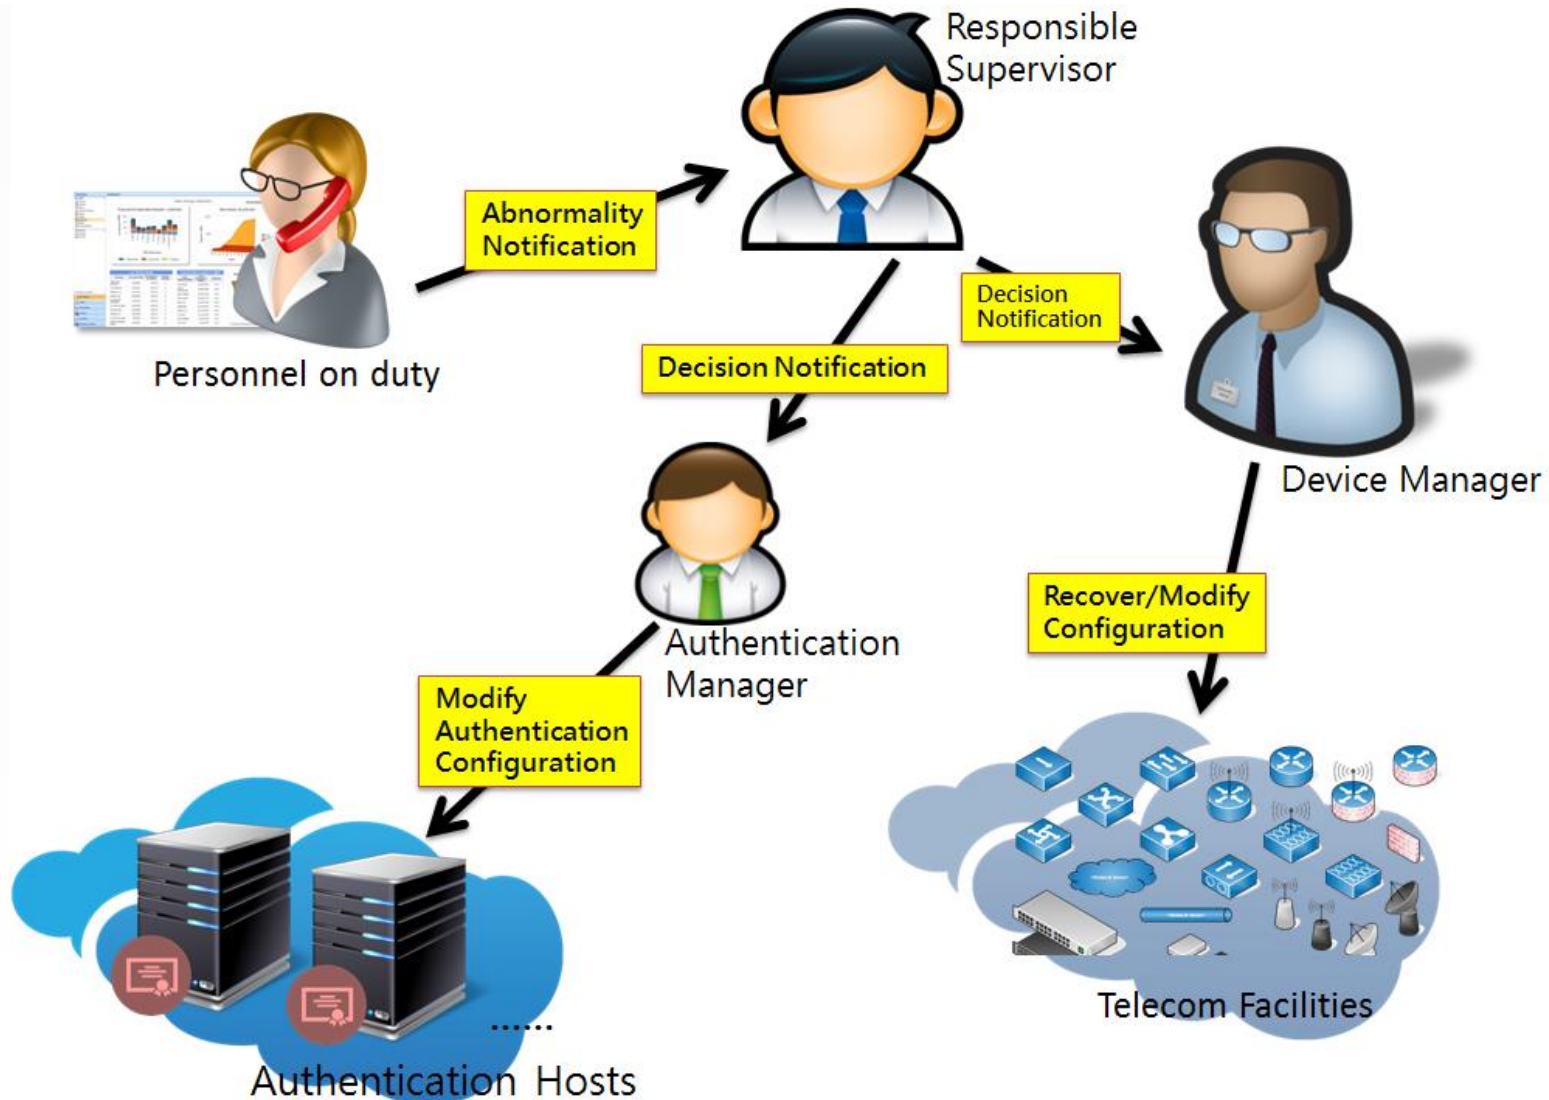 Responsible
Supervisor
Abnormality
Notification
Decision
Notification
Decision Notification
Personnel on duty
Device Manager
Recover/Modify
Configuration
Authentication
Manager
Modify
Authentication
Configuration
Telecom Facilities
......
Authentication Hosts